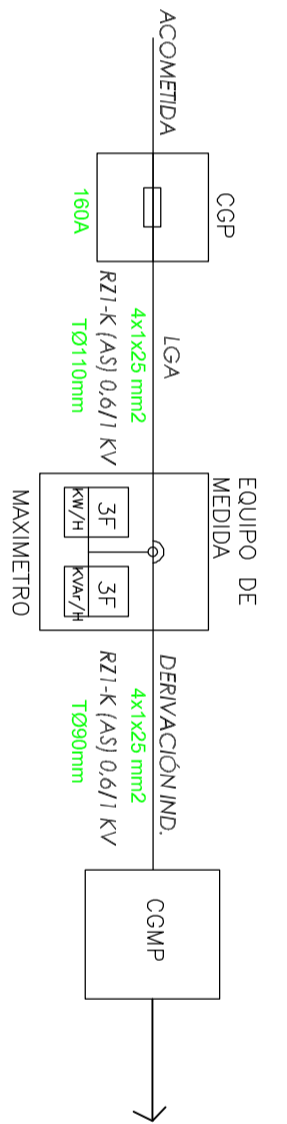 ACOMETIDA
CGP
160A
LGA
4x1x25 mm2
RZ1-K (AS) 0,6/1 KV
TØ110mm
EQUIPO DE
MEDIDA
3F
KW/H
3F
KVAr/H
MAXIMETRO
DERIVACIÓN IND.
4x1x25 mm2
RZ1-K (AS) 0,6/1 KV
TØ90mm
CGMP